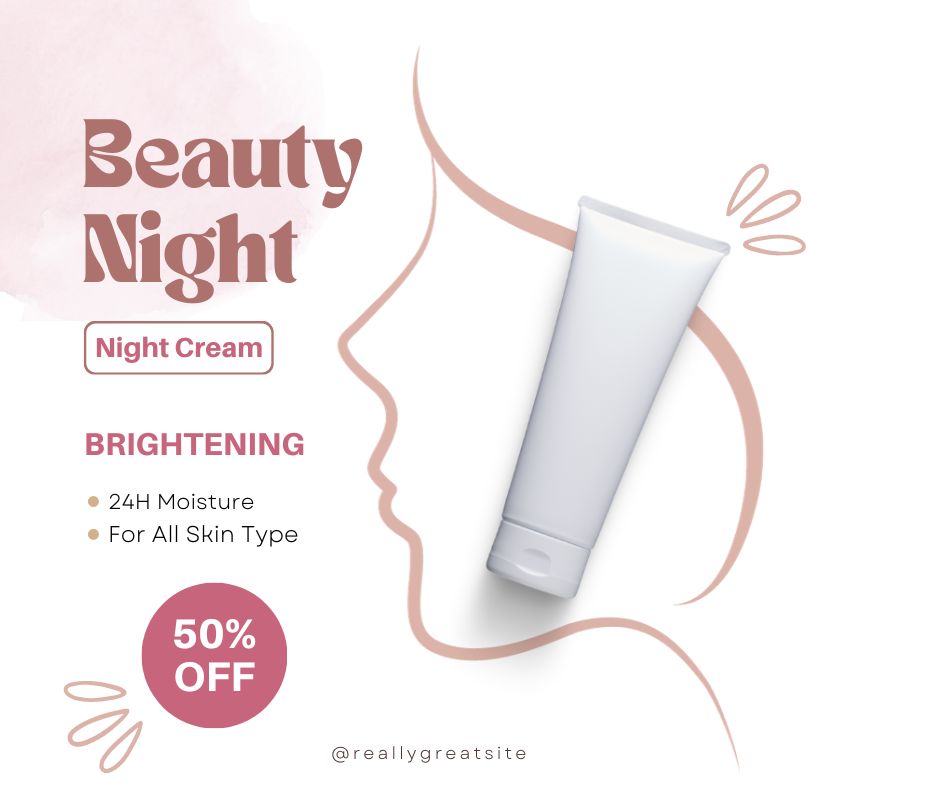 Beauty
Night
Night Cream
BRIGHTENING
24H Moisture
For All Skin Type
50%
OFF
@reallygreatsite